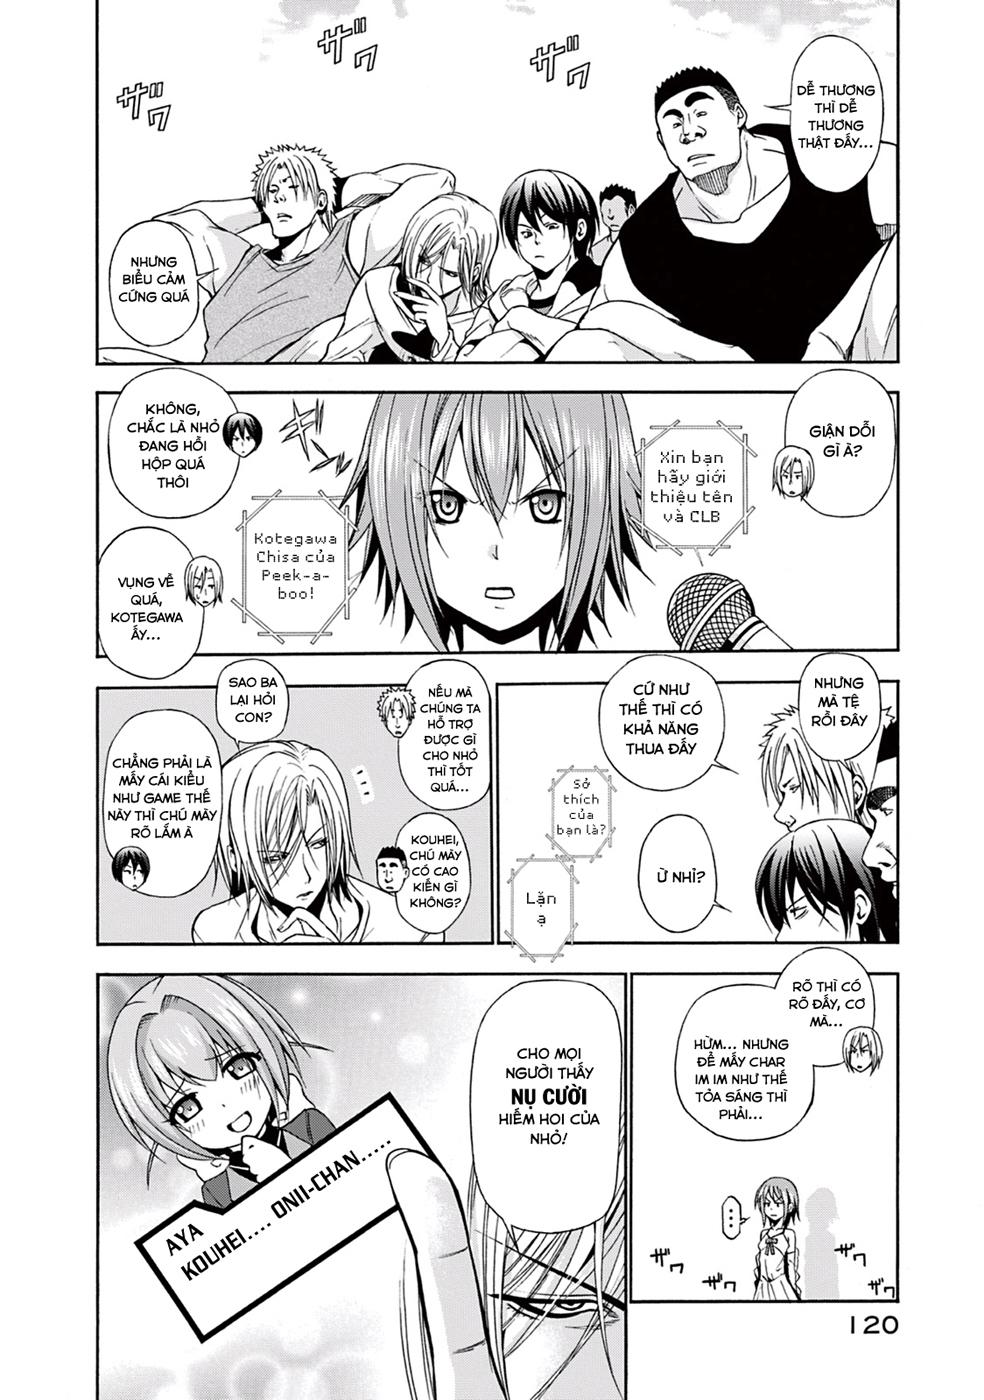 ザワ
ザワ
ザワ
DỄ THƯƠNG
THÌ DỄ
THƯƠNG
THẬT ĐẤY...
NHƯNG
BIỂU CẢM
CỨNG QUÁ
GIẬN DỖI
GÌ À?
Xin bạn
hãy giới
thiệu tên
và CLB
KHÔNG,
CHẮC LÀ NHỎ
ĐANG HỒI
HỘP QUÁ
THÔI
Kotegawa
Chisa của
Peek-a-
boo!
VỤNG VỀ
QUÁ,
KOTEGAWA
ẤY...
NHƯNG
MÀ TỆ
RỒI ĐÂY
CỨ NHƯ
THẾ THÌ CÓ
KHẢ NĂNG
THUA ĐẤY
Sở
thích
của
bạn là?
Ừ NHỈ?
Lặn
ạ
NẾU MÀ
CHÚNG TA
HỖ TRỢ
ĐƯỢC GÌ
CHO NHỎ
THÌ TỐT
QUÁ...
KOUHEI,
CHÚ MÀY
CÓ CAO
KIẾN GÌ
KHÔNG?
SAO BA
LẠI HỎI
CON?
CHẲNG PHẢI LÀ
MẤY CÁI KIỂU
NHƯ GAME THẾ
NÀY THÌ CHÚ MÀY
RÕ LẮM À
RÕ THÌ CÓ
RÕ ĐẤY, CƠ
MÀ...
HỪM... NHƯNG
ĐỂ MẤY CHAR
IM IM NHƯ THẾ
TỎA SÁNG THÌ
PHẢI...
...
ザワ
ザワ
ザワ
CHO MỌI
NGƯỜI THẤY
NỤ CƯỜI
HIẾM HOI CỦA
NHỎ!
AYA
KOUHEI.... ONII-CHAN......
120